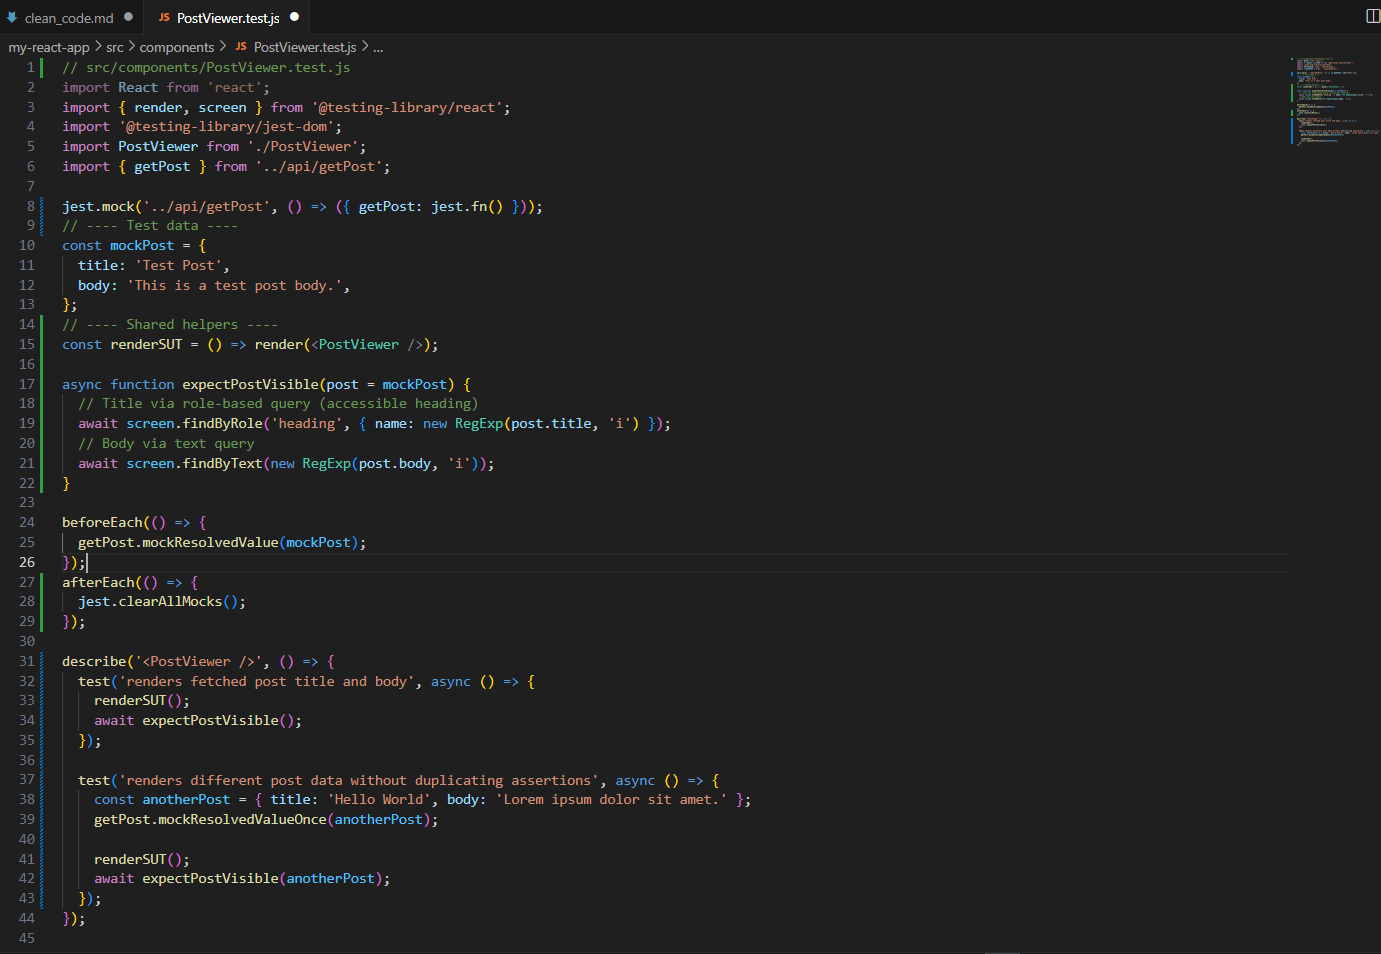 clean_code.md
JS PostViewer.test.js
my-react-app > src > components > JS PostViewer.test.js > ...
1 // src/components/PostViewer.test.js
2 import React from 'react';
3 import { render, screen } from '@testing-library/react';
4 import '@testing-library/jest-dom';
5 import PostViewer from './PostViewer';
6 import { getPost } from '../api/getPost';
7
8 jest.mock('../api/getPost', () => ({ getPost: jest.fn() }));
9 // ---- Test data ----
10 const mockPost = {
11   title: 'Test Post',
12   body: 'This is a test post body.',
13 };
14 // ---- Shared helpers ----
15 const renderSUT = () => render(<PostViewer />);
16
17 async function expectPostVisible(post = mockPost) {
18   // Title via role-based query (accessible heading)
19   await screen.findByRole('heading', { name: new RegExp(post.title, 'i') });
20   // Body via text query
21   await screen.findByText(new RegExp(post.body, 'i'));
22 }
23
24 beforeEach(() => {
25   getPost.mockResolvedValue(mockPost);
26 });
27 afterEach(() => {
28   jest.clearAllMocks();
29 });
30
31 describe('<PostViewer />', () => {
32   test('renders fetched post title and body', async () => {
33     renderSUT();
34     await expectPostVisible();
35   });
36
37   test('renders different post data without duplicating assertions', async () => {
38     const anotherPost = { title: 'Hello World', body: 'Lorem ipsum dolor sit amet.' };
39     getPost.mockResolvedValueOnce(anotherPost);
40
41     renderSUT();
42     await expectPostVisible(anotherPost);
43   });
44 });
45